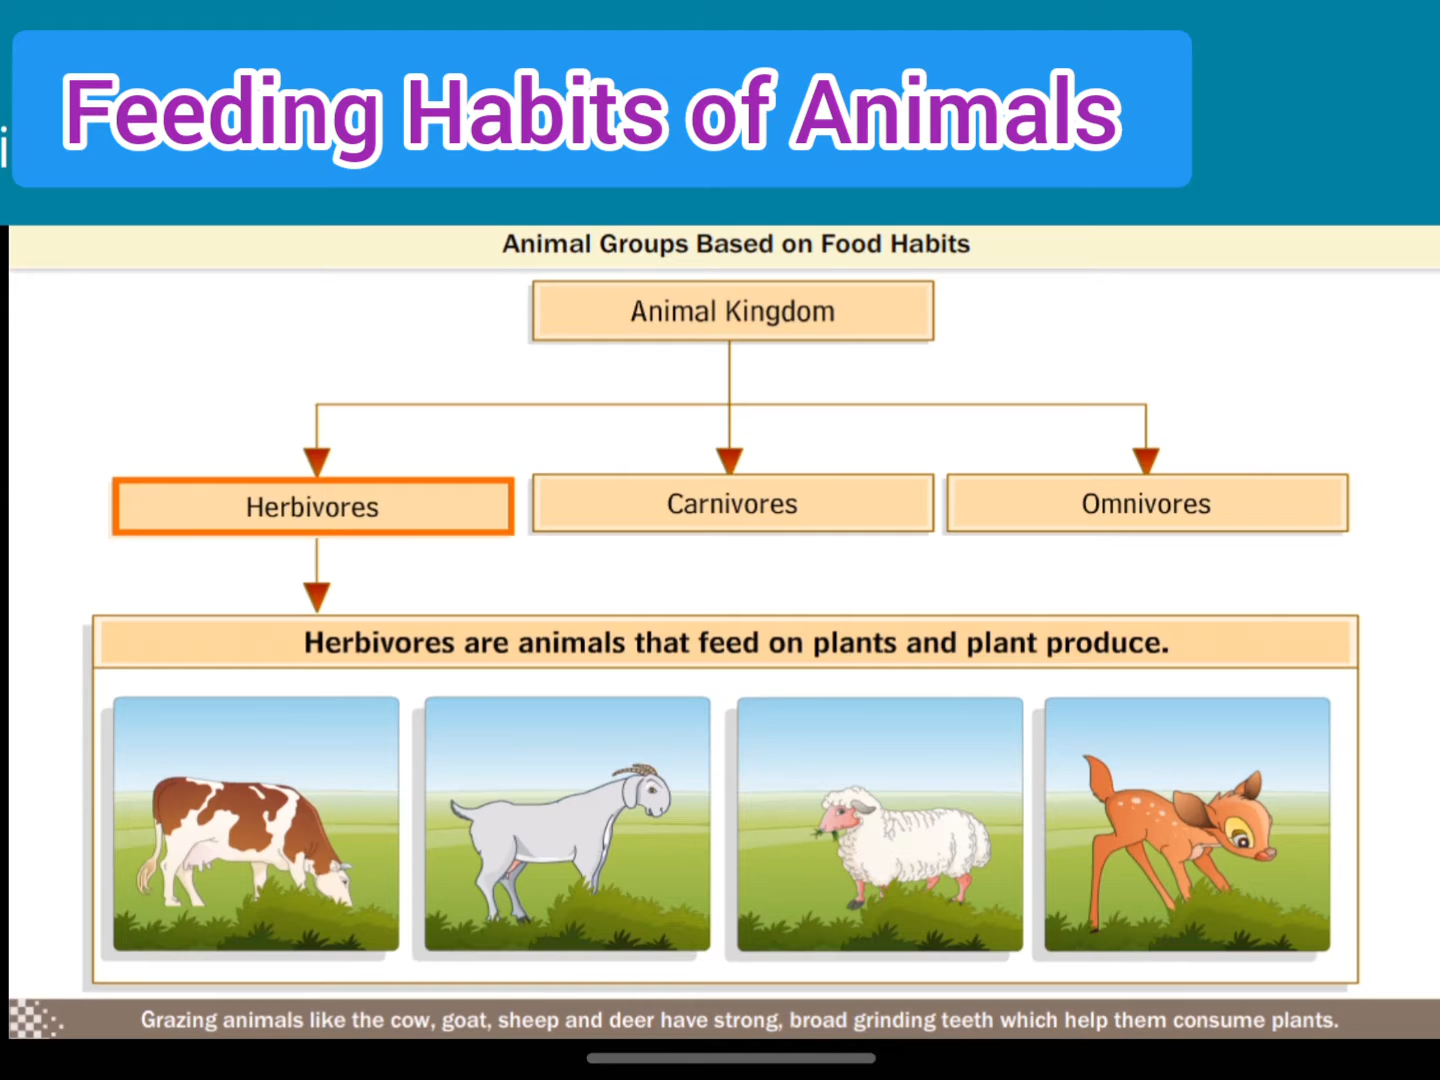 Feeding Habits of Animals
i
Animal Groups Based on Food Habits
Animal Kingdom
Herbivores
Carnivores
Omnivores
Herbivores are animals that feed on plants and plant produce.
Grazing animals like the cow, goat, sheep and deer have strong, broad grinding teeth which help them consume plants.